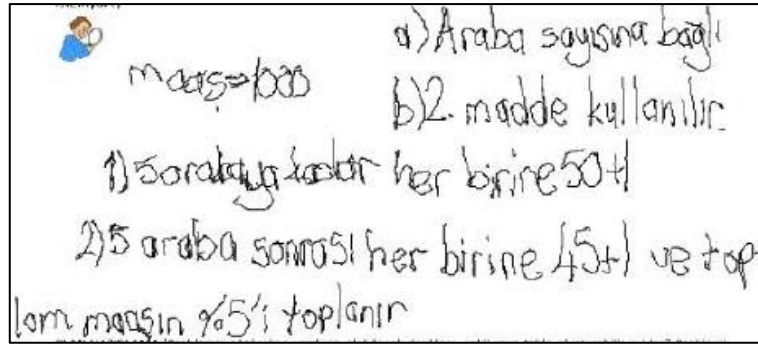 a) Araba sayısına bağlı
maaş=1000
b) 2. madde kullanılır
1) 5 arabaya kadar her birine 50 tl
2) 5 araba sonrası her birine 45 tl ve top
lam maaşın %5'i toplanır